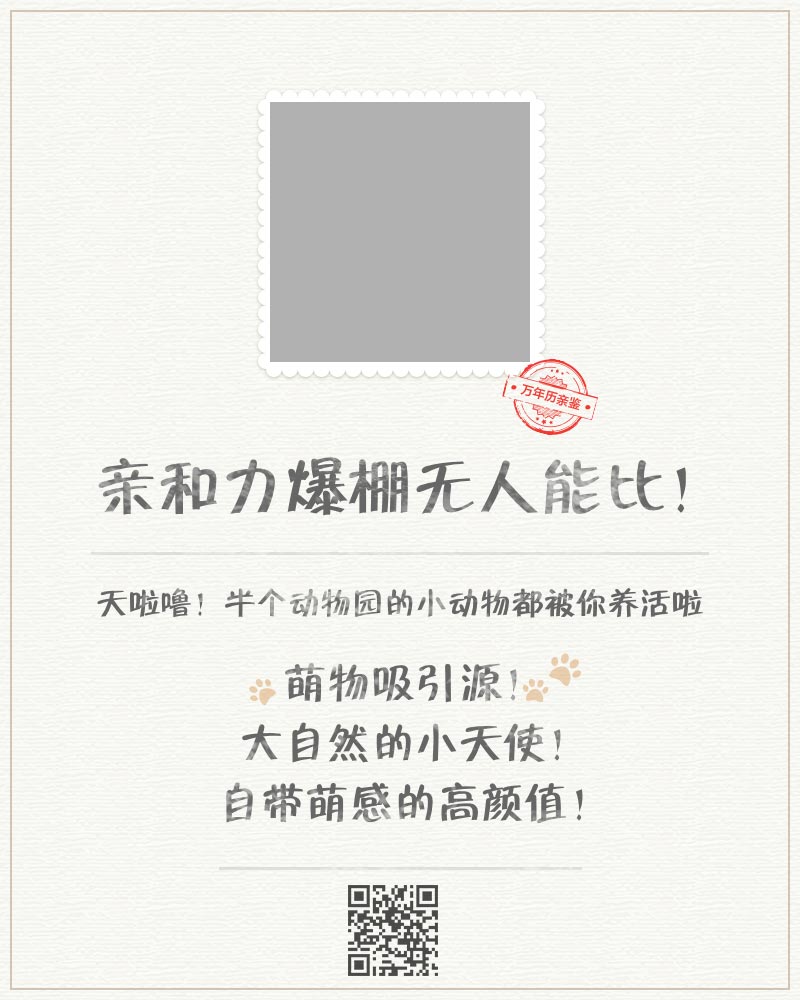 万年历亲鉴
亲和力爆棚无人能比!
天啦噜!半个动物园的小动物都被你养活啦
萌物吸引源!
大自然的小天使!
自带萌感的高颜值!